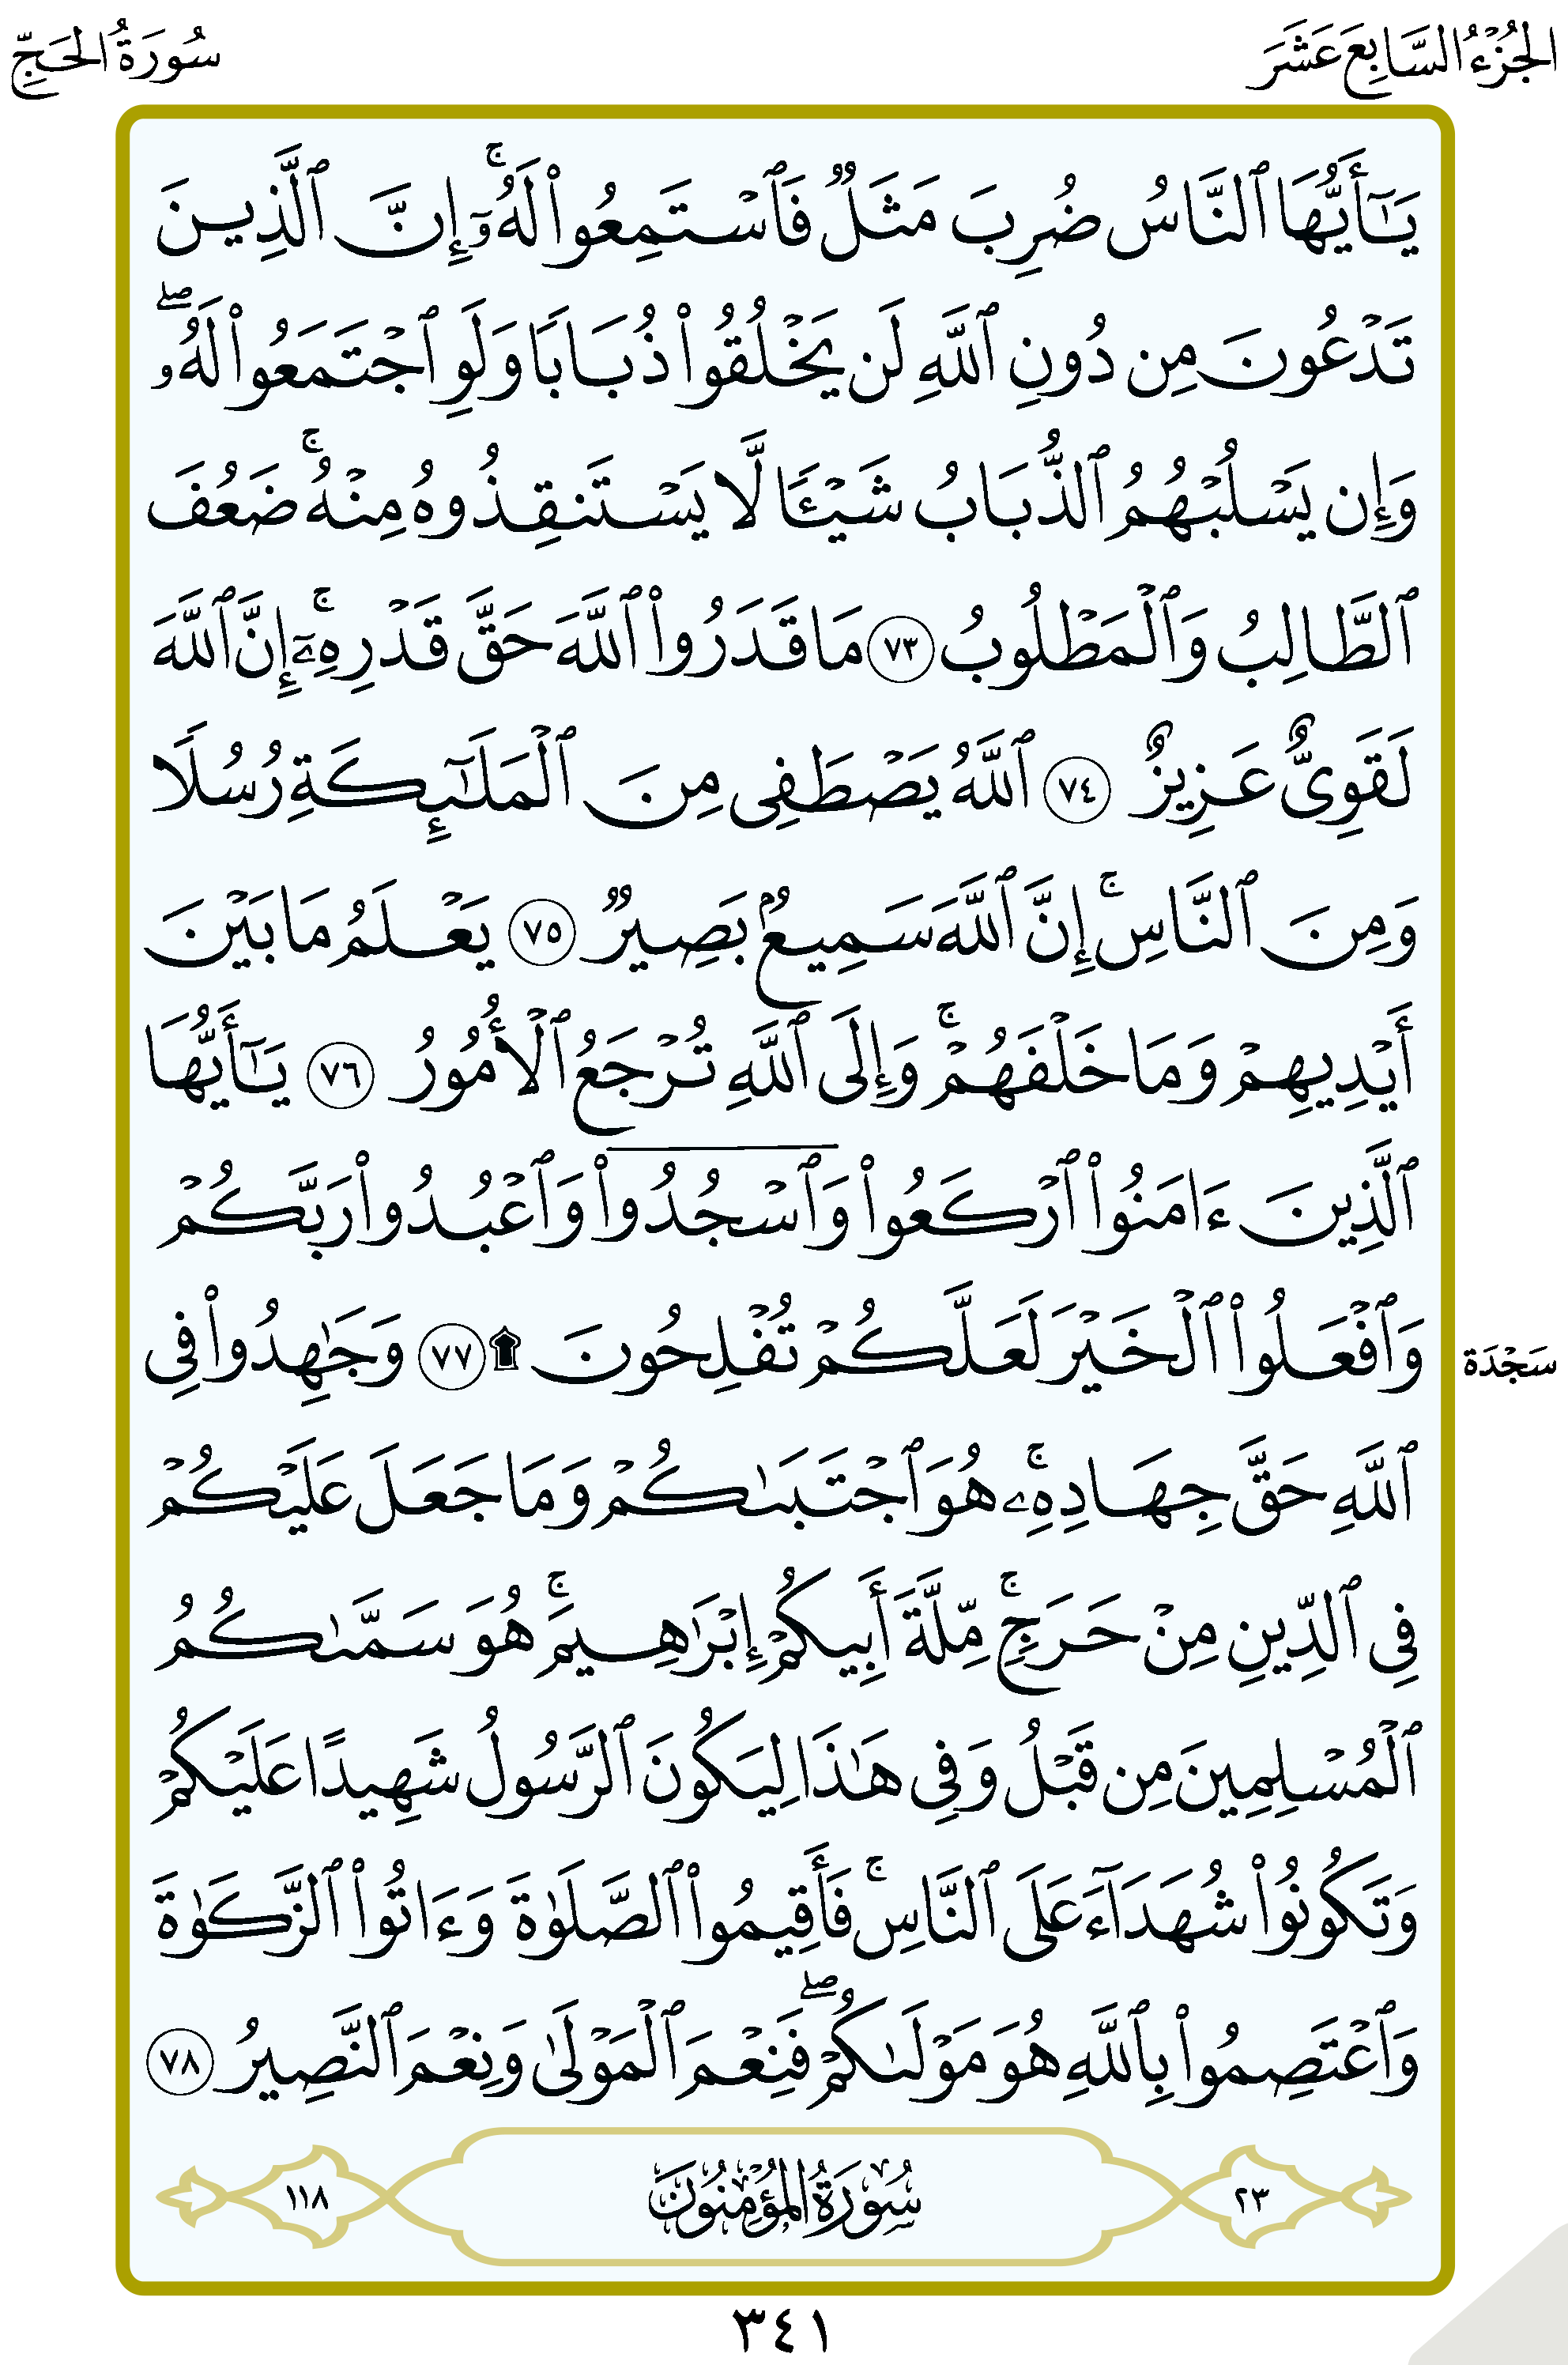 الجُزْءُ السَّابِعَ عَشَرَ
سُورَةُ الحَجِّ
يَـٰٓأَيُّهَا ٱلنَّاسُ ضُرِبَ مَثَلٌ فَٱسْتَمِعُوا۟ لَهُۥٓ ۚ إِنَّ ٱلَّذِينَ
تَدْعُونَ مِن دُونِ ٱللَّهِ لَن يَخْلُقُوا۟ ذُبَابًا وَلَوِ ٱجْتَمَعُوا۟ لَهُۥ ۖ
وَإِن يَسْلُبْهُمُ ٱلذُّبَابُ شَيْـًٔا لَّا يَسْتَنقِذُوهُ مِنْهُ ۚ ضَعُفَ
ٱلطَّالِبُ وَٱلْمَطْلُوبُ ٧٣ مَا قَدَرُوا۟ ٱللَّهَ حَقَّ قَدْرِهِۦٓ ۚ إِنَّ ٱللَّهَ
لَقَوِىٌّ عَزِيزٌ ٧٤ ٱللَّهُ يَصْطَفِى مِنَ ٱلْمَلَـٰٓئِكَةِ رُسُلًا
وَمِنَ ٱلنَّاسِ ۚ إِنَّ ٱللَّهَ سَمِيعٌۢ بَصِيرٌ ٧٥ يَعْلَمُ مَا بَيْنَ
أَيْدِيهِمْ وَمَا خَلْفَهُمْ ۚ وَإِلَى ٱللَّهِ تُرْجَعُ ٱلْأُمُورُ ٧٦ يَـٰٓأَيُّهَا
ٱلَّذِينَ ءَامَنُوا۟ ٱرْكَعُوا۟ وَٱسْجُدُوا۟ وَٱعْبُدُوا۟ رَبَّكُمْ
وَٱفْعَلُوا۟ ٱلْخَيْرَ لَعَلَّكُمْ تُفْلِحُونَ ۩ ٧٧ وَجَـٰهِدُوا۟ فِى
سَجْدَة
ٱللَّهِ حَقَّ جِهَادِهِۦ ۚ هُوَ ٱجْتَبَىٰكُمْ وَمَا جَعَلَ عَلَيْكُمْ
فِى ٱلدِّينِ مِنْ حَرَجٍ ۚ مِّلَّةَ أَبِيكُمْ إِبْرَٰهِيمَ ۚ هُوَ سَمَّىٰكُمُ
ٱلْمُسْلِمِينَ مِن قَبْلُ وَفِى هَـٰذَا لِيَكُونَ ٱلرَّسُولُ شَهِيدًا عَلَيْكُمْ
وَتَكُونُوا۟ شُهَدَآءَ عَلَى ٱلنَّاسِ ۚ فَأَقِيمُوا۟ ٱلصَّلَوٰةَ وَءَاتُوا۟ ٱلزَّكَوٰةَ
وَٱعْتَصِمُوا۟ بِٱللَّهِ هُوَ مَوْلَىٰكُمْ ۖ فَنِعْمَ ٱلْمَوْلَىٰ وَنِعْمَ ٱلنَّصِيرُ ٧٨
٢٣
سُورَةُ المُؤْمِنُونَ
١١٨
٣٤١